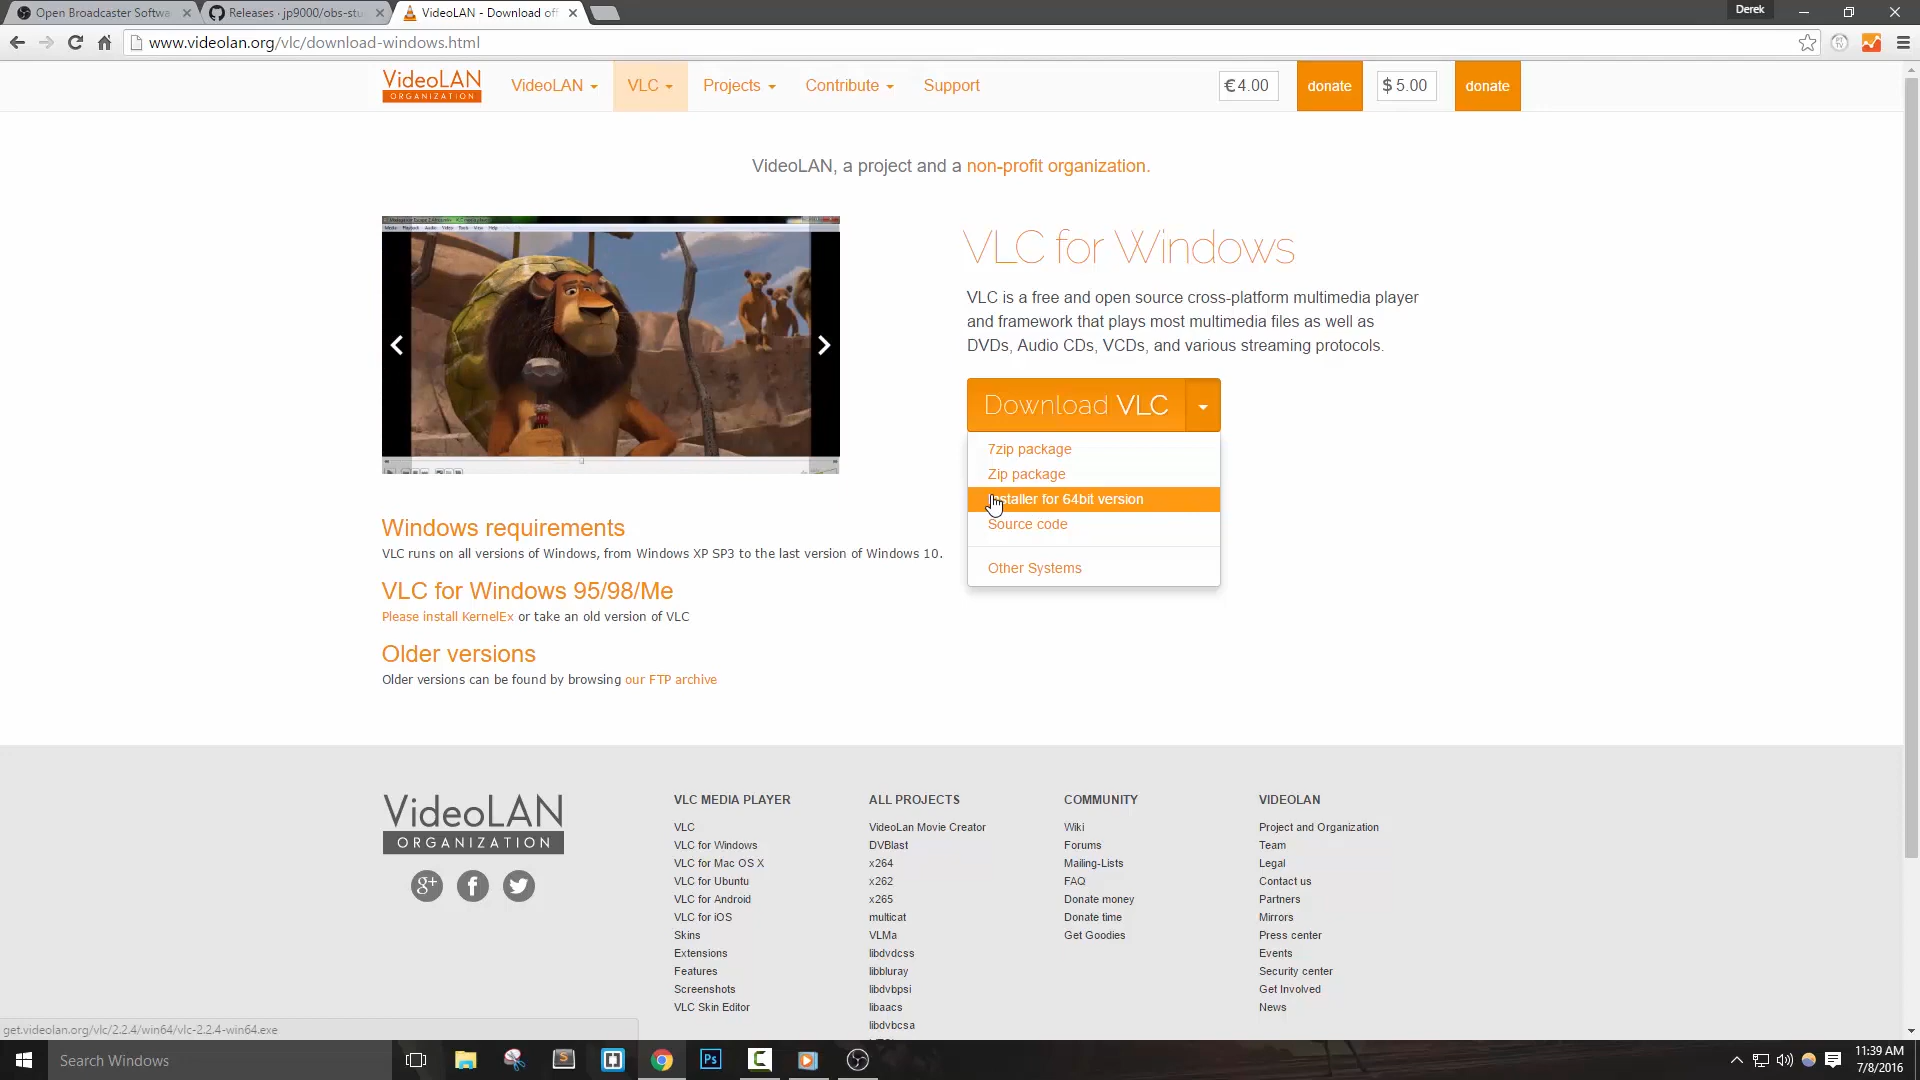 Open Broadcaster Softwa
Releases · jp9000/obs-stu
VideoLAN - Download off
Derek
www.videolan.org/vlc/download-windows.html
VideoLAN
ORGANIZATION
VideoLAN
VLC
Projects
Contribute
Support
€ 4.00
donate
$ 5.00
donate
VideoLAN, a project and a non-profit organization.
Media Playback Audio Video Tools View Help
VLC for Windows
VLC is a free and open source cross-platform multimedia player
and framework that plays most multimedia files as well as
DVDs, Audio CDs, VCDs, and various streaming protocols.
Download VLC
7zip package
Zip package
Installer for 64bit version
Source code
Other Systems
Windows requirements
VLC runs on all versions of Windows, from Windows XP SP3 to the last version of Windows 10.
VLC for Windows 95/98/Me
Please install KernelEx or take an old version of VLC
Older versions
Older versions can be found by browsing our FTP archive
VideoLAN
ORGANIZATION
g+
f
VLC MEDIA PLAYER
VLC
VLC for Windows
VLC for Mac OS X
VLC for Ubuntu
VLC for Android
VLC for iOS
Skins
Extensions
Features
Screenshots
VLC Skin Editor
ALL PROJECTS
VideoLan Movie Creator
DVBlast
x264
x262
x265
multicat
VLMa
libdvdcss
libbluray
libdvbpsi
libaacs
libdvbcsa
COMMUNITY
Wiki
Forums
Mailing-Lists
FAQ
Donate money
Donate time
Get Goodies
VIDEOLAN
Project and Organization
Team
Legal
Contact us
Partners
Mirrors
Press center
Events
Security center
Get Involved
News
get.videolan.org/vlc/2.2.4/win64/vlc-2.2.4-win64.exe
Search Windows
S
Ps
C
11:39 AM
7/8/2016